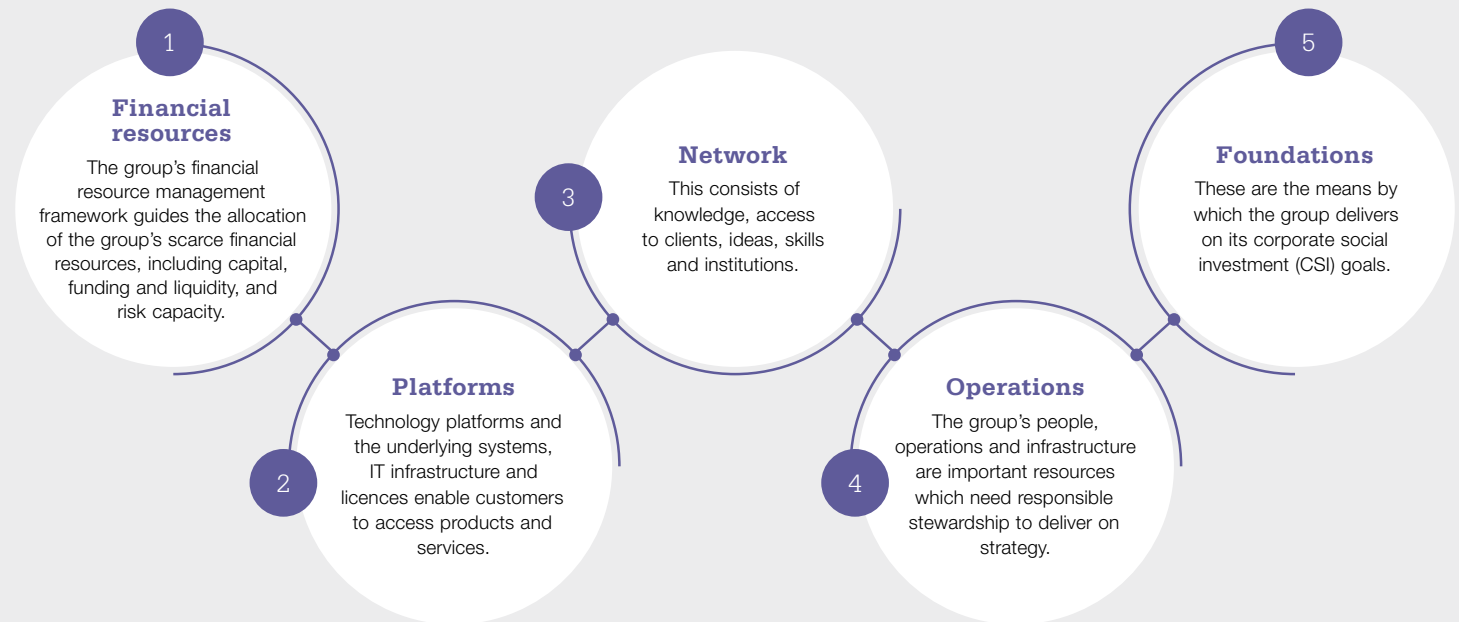 1
Financial
resources
The group’s financial
resource management
framework guides the allocation
of the group’s scarce financial
resources, including capital,
funding and liquidity, and
risk capacity.
2
Platforms
Technology platforms and
the underlying systems,
IT infrastructure and
licences enable customers
to access products and
services.
3
Network
This consists of
knowledge, access
to clients, ideas, skills
and institutions.
4
Operations
The group’s people,
operations and infrastructure
are important resources
which need responsible
stewardship to deliver on
strategy.
5
Foundations
These are the means by
which the group delivers
on its corporate social
investment (CSI) goals.